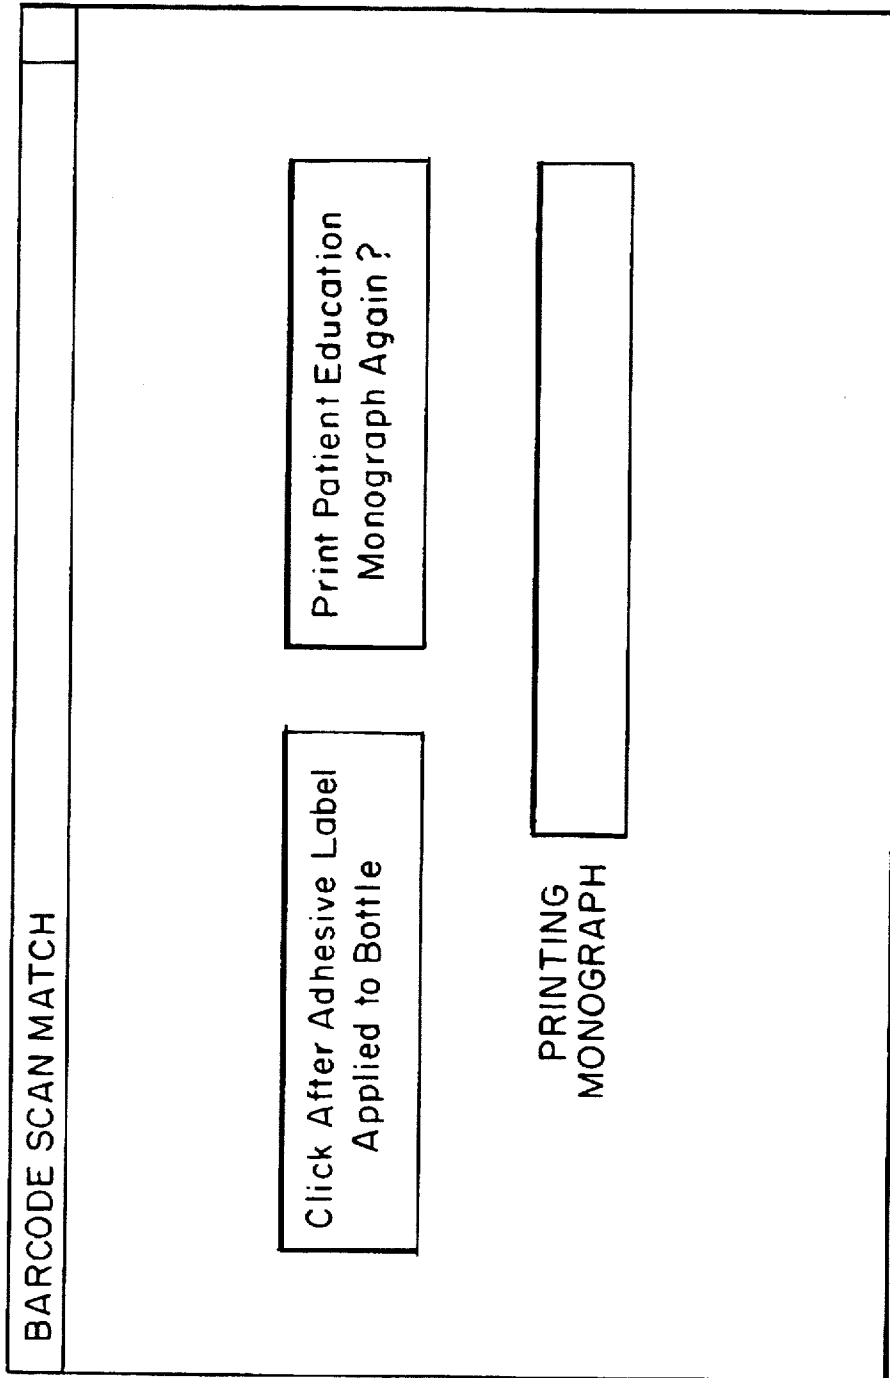 BARCODE SCAN MATCH
Click After Adhesive Label
Applied to Bottle
Print Patient Education
Monograph Again ?
PRINTING
MONOGRAPH